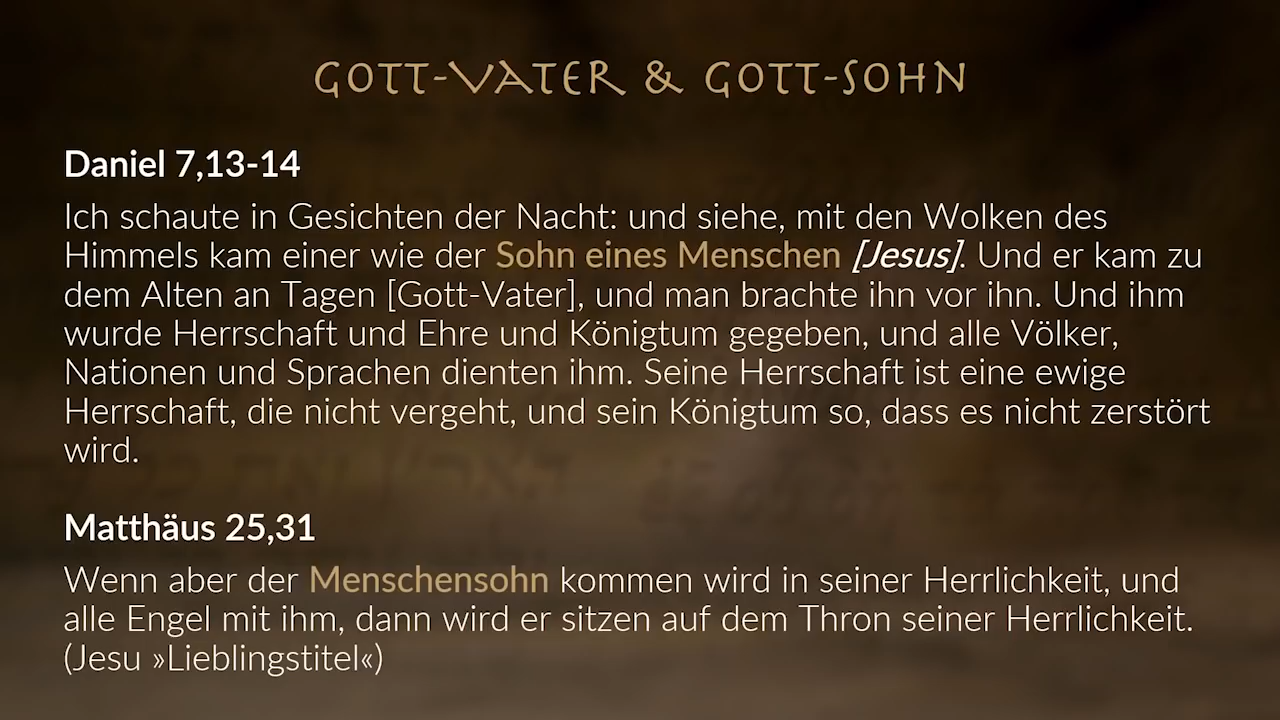 GOTT-VATER & GOTT-SOHN
Daniel 7,13-14
Ich schaute in Gesichten der Nacht: und siehe, mit den Wolken des
Himmels kam einer wie der Sohn eines Menschen [Jesus]. Und er kam zu
dem Alten an Tagen [Gott-Vater], und man brachte ihn vor ihn. Und ihm
wurde Herrschaft und Ehre und Königtum gegeben, und alle Völker,
Nationen und Sprachen dienten ihm. Seine Herrschaft ist eine ewige
Herrschaft, die nicht vergeht, und sein Königtum so, dass es nicht zerstört
wird.
Matthäus 25,31
Wenn aber der Menschensohn kommen wird in seiner Herrlichkeit, und
alle Engel mit ihm, dann wird er sitzen auf dem Thron seiner Herrlichkeit.
(Jesu »Lieblingstitel«)